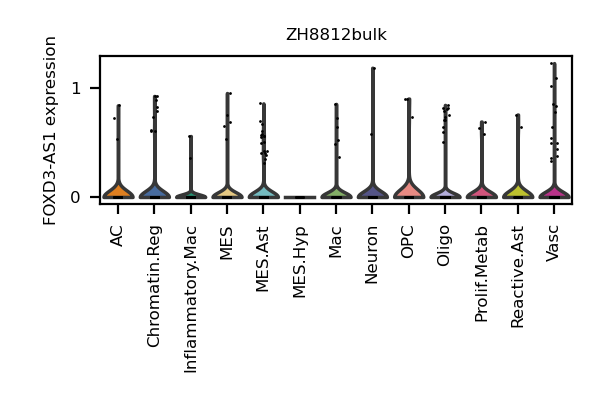 ZH8812bulk
FOXD3-AS1 expression
1
0
AC
Chromatin.Reg
Inflammatory.Mac
MES
MES.Ast
MES.Hyp
Mac
Neuron
OPC
Oligo
Prolif.Metab
Reactive.Ast
Vasc